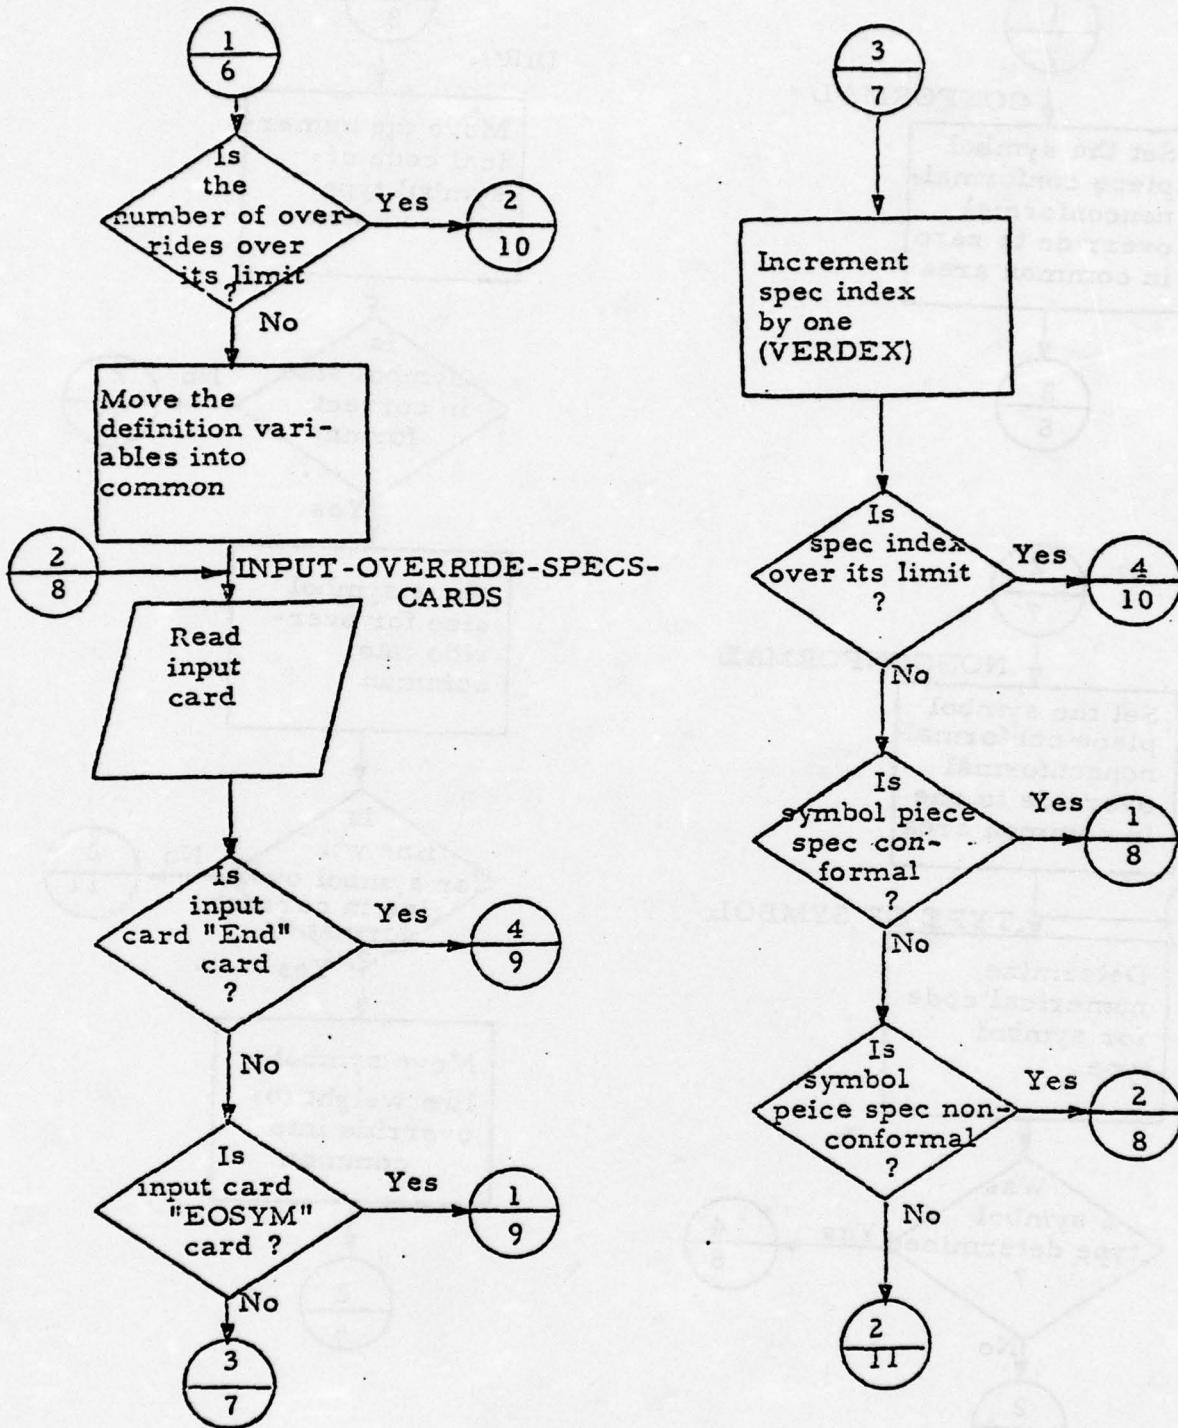 1
6
Is
the
number of over-
rides over
its limit
?
Yes
2
10
No
Move the
definition vari-
ables into
common
2
8
INPUT-OVERRIDE-SPECS-
CARDS
Read
input
card
Is
input
card "End"
card
?
Yes
4
9
No
Is
input card
"EOSYM"
card ?
Yes
1
9
No
3
7
3
7
Increment
spec index
by one
(VERDEX)
Is
spec index
over its limit
?
Yes
4
10
No
Is
symbol piece
spec con-
formal
?
Yes
1
8
No
Is
symbol
peice spec non-
conformal
?
Yes
2
8
No
2
11